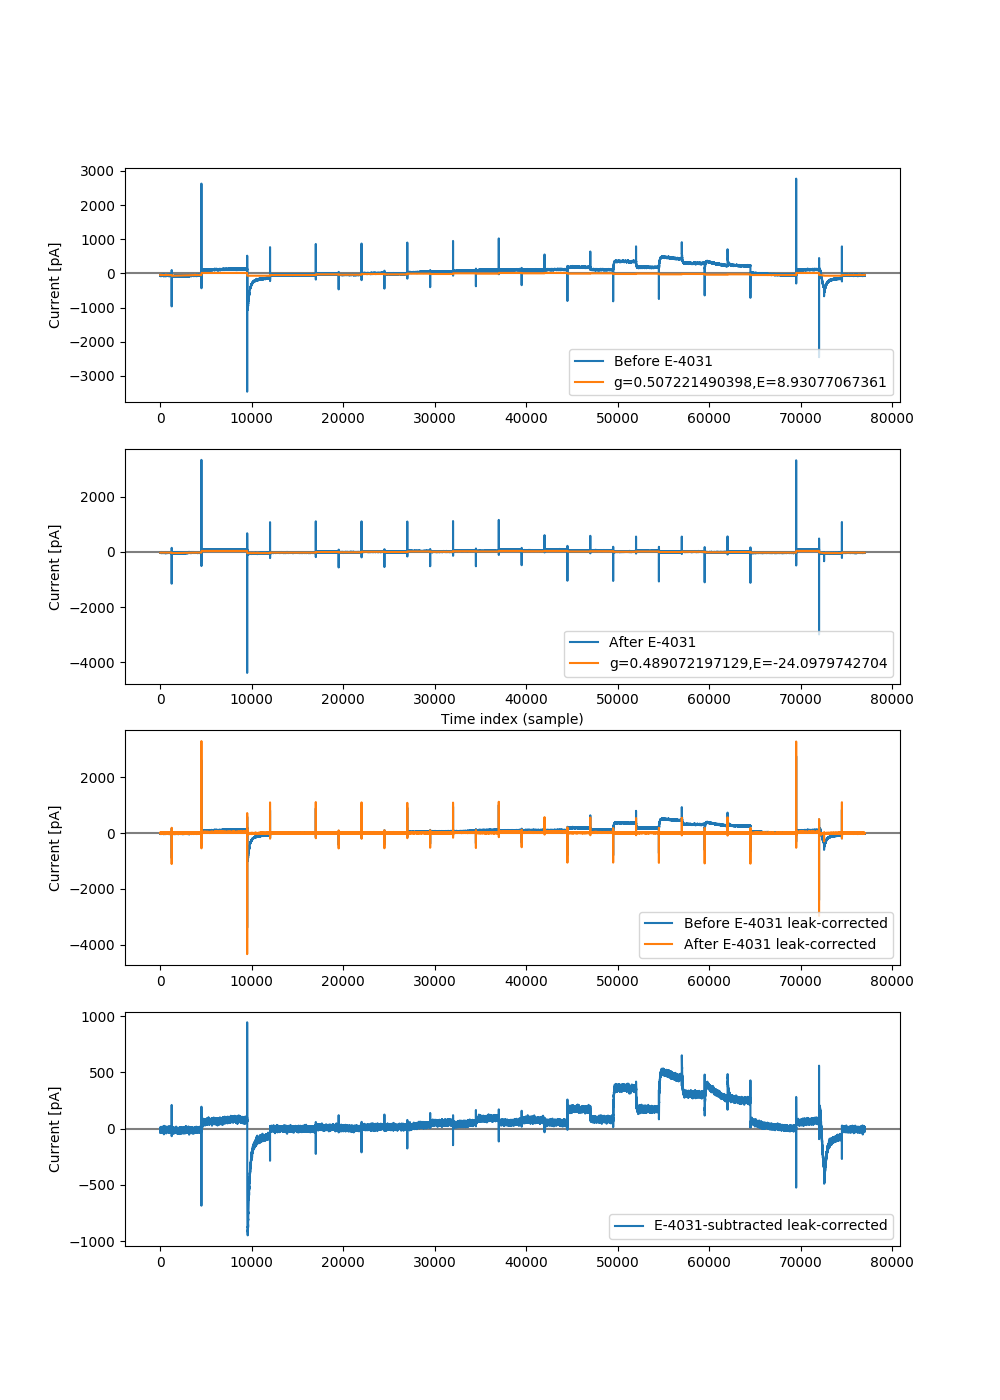 3000
2000
1000
0
−1000
−2000
−3000
Current [pA]
Before E-4031
g=0.507221490398,E=8.93077067361
0 10000 20000 30000 40000 50000 60000 70000 80000
2000
0
−2000
−4000
Current [pA]
After E-4031
g=0.489072197129,E=-24.0979742704
0 10000 20000 30000 40000 50000 60000 70000 80000
Time index (sample)
2000
0
−2000
−4000
Current [pA]
Before E-4031 leak-corrected
After E-4031 leak-corrected
0 10000 20000 30000 40000 50000 60000 70000 80000
1000
500
0
−500
−1000
Current [pA]
E-4031-subtracted leak-corrected
0 10000 20000 30000 40000 50000 60000 70000 80000